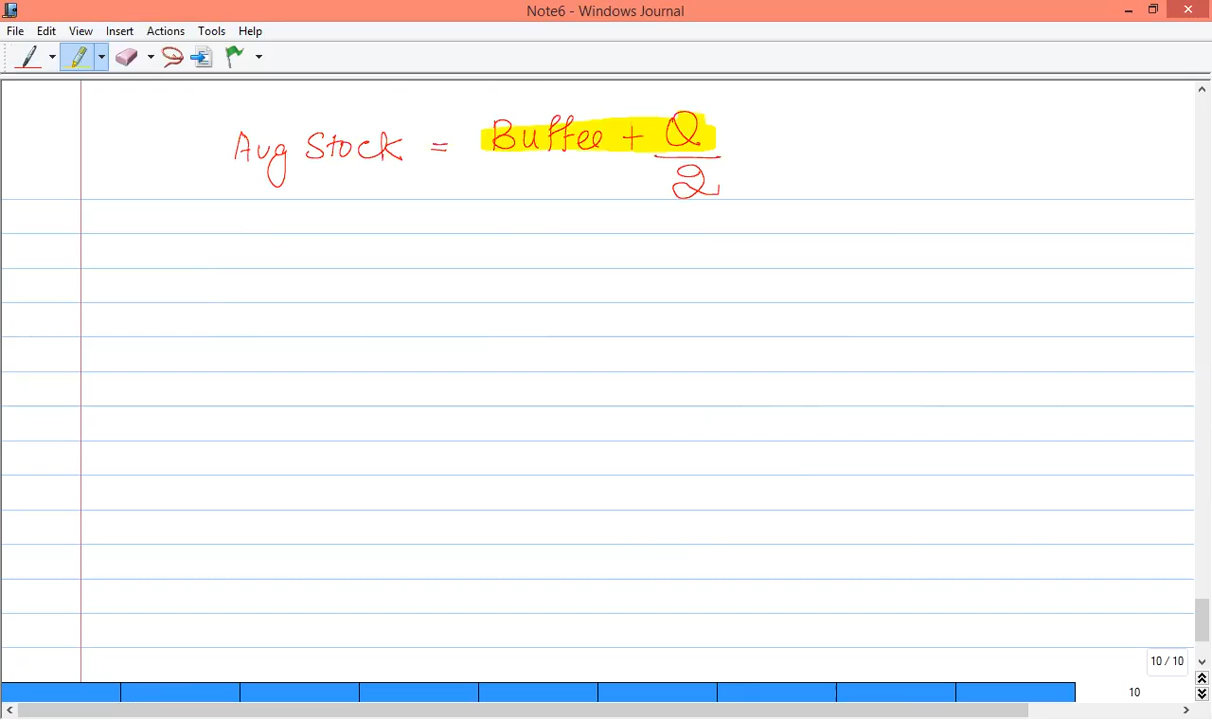 Note6 - Windows Journal
File Edit View Insert Actions Tools Help
Avg Stock = Buffer + Q
2
10 / 10
10